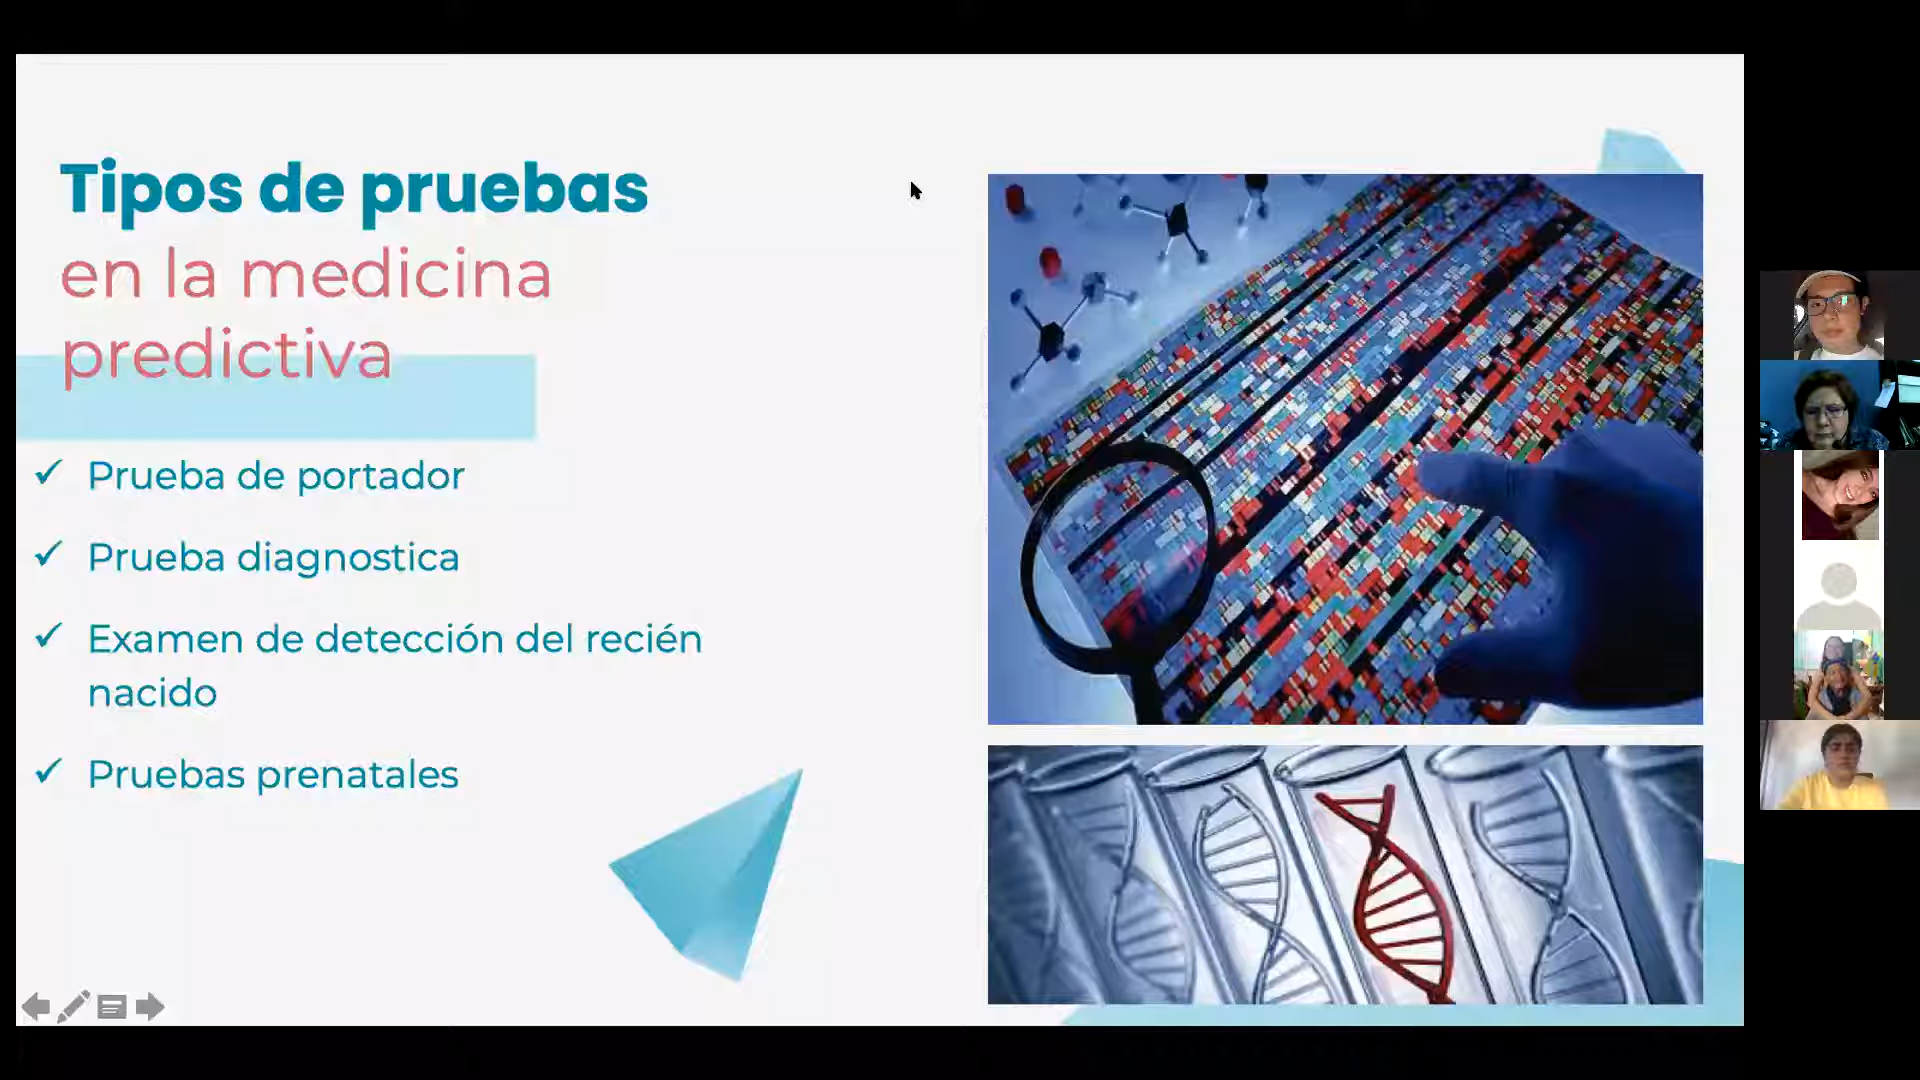 Tipos de pruebas
en la medicina
predictiva
Prueba de portador
Prueba diagnostica
Examen de detección del recién
nacido
Pruebas prenatales